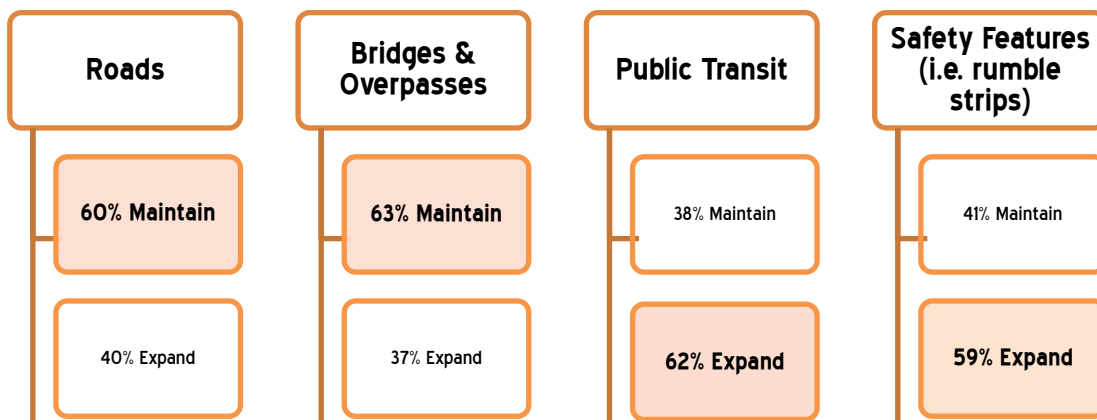 Roads
60% Maintain
40% Expand
Bridges &
Overpasses
63% Maintain
37% Expand
Public Transit
38% Maintain
62% Expand
Safety Features
(i.e. rumble
strips)
41% Maintain
59% Expand